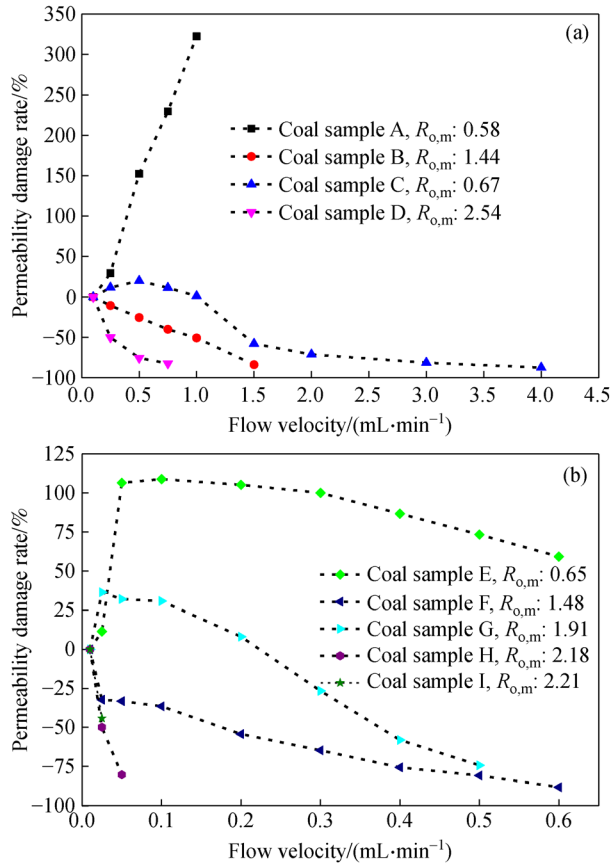 350
300
250
200
150
100
50
0
−50
−100
Permeability damage rate/%
(a)
Coal sample A, Ro,m: 0.58
Coal sample B, Ro,m: 1.44
Coal sample C, Ro,m: 0.67
Coal sample D, Ro,m: 2.54
0.0 0.5 1.0 1.5 2.0 2.5 3.0 3.5 4.0 4.5
Flow velocity/(mL·min−1)
125
100
75
50
25
0
−25
−50
−75
−100
Permeability damage rate/%
(b)
Coal sample E, Ro,m: 0.65
Coal sample F, Ro,m: 1.48
Coal sample G, Ro,m: 1.91
Coal sample H, Ro,m: 2.18
Coal sample I, Ro,m: 2.21
0.0 0.1 0.2 0.3 0.4 0.5 0.6
Flow velocity/(mL·min−1)